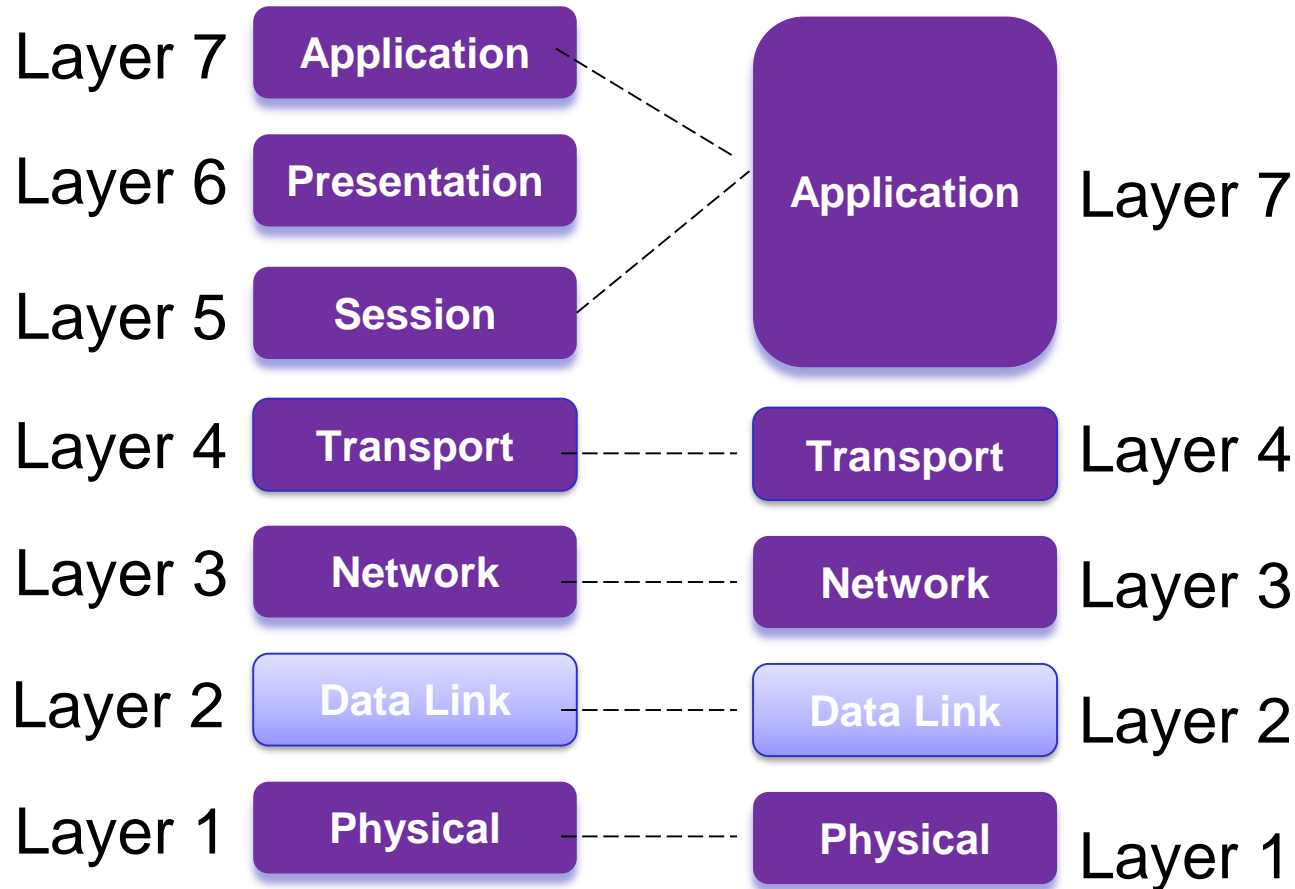 Layer 7
Application
Layer 6
Presentation
Application
Layer 7
Layer 5
Session
Layer 4
Transport
Transport
Layer 4
Layer 3
Network
Network
Layer 3
Layer 2
Data Link
Data Link
Layer 2
Layer 1
Physical
Physical
Layer 1